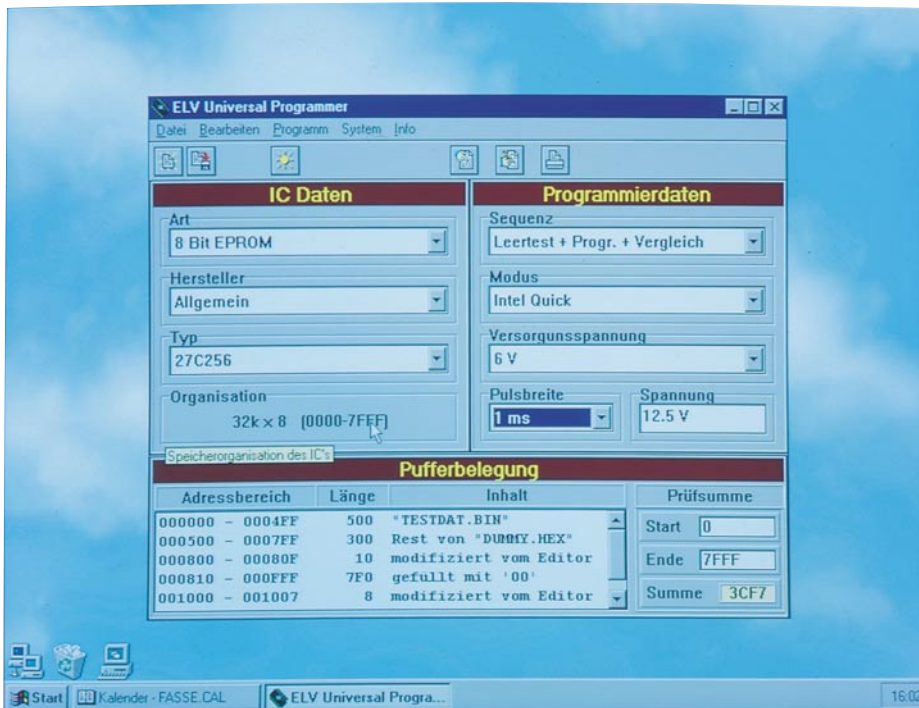 ELV Universal Programmer
Datei Bearbeiten Programm System Info
IC Daten
Art
8 Bit EPROM
Hersteller
Allgemein
Typ
27C256
Organisation
32k x 8 (0000-7FFF)
Speicherorganisation des IC's
Programmierdaten
Sequenz
Leertest + Progr. + Vergleich
Modus
Intel Quick
Versorgunsspannung
6 V
Pulsbreite
1 ms
Spannung
12.5 V
Pufferbelegung
Adressbereich Länge Inhalt
000000 - 0004FF 500 "TESTDAT.BIN"
000500 - 0007FF 300 Rest von "DUMMY.HEX"
000800 - 00080F 10 modifiziert vom Editor
000810 - 000FFF 7F0 gefullt mit '00'
001000 - 001007 8 modifiziert vom Editor
Prüfsumme
Start 0
Ende 7FFF
Summe 3CF7
Start
Kalender - FASSE.CAL
ELV Universal Progra...
16:02